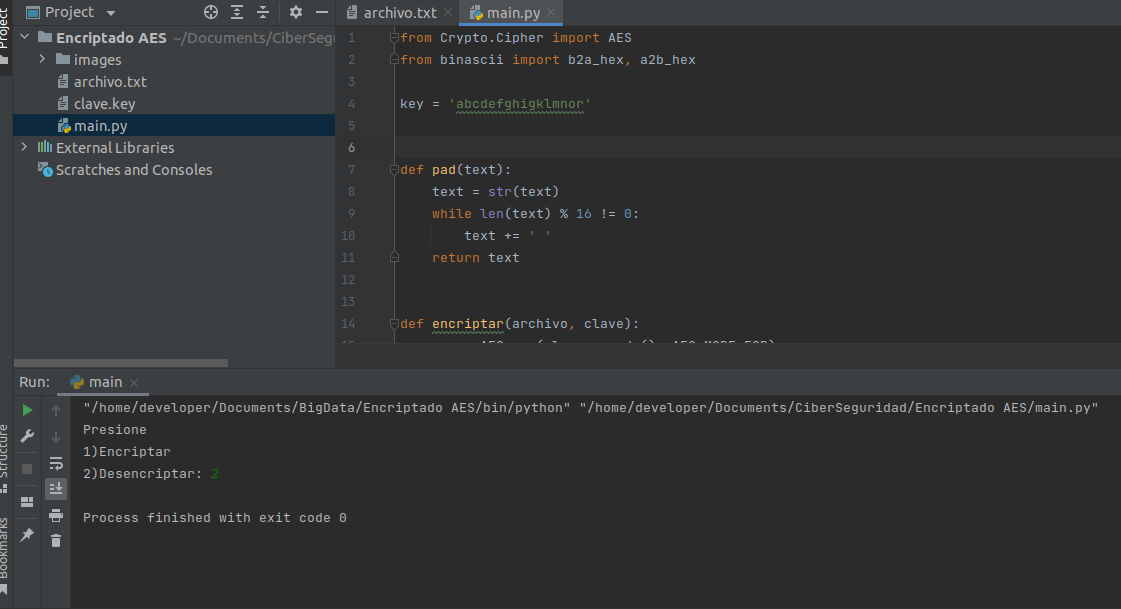 Project
archivo.txt
main.py
Project
Encriptado AES ~/Documents/CiberSegu
images
archivo.txt
clave.key
main.py
External Libraries
Scratches and Consoles
1 from Crypto.Cipher import AES
2 from binascii import b2a_hex, a2b_hex
3
4 key = 'abcdefghigklmnor'
5
6
7 def pad(text):
8 text = str(text)
9 while len(text) % 16 != 0:
10 text += ' '
11 return text
12
13
14 def encriptar(archivo, clave):
Run: main
"/home/developer/Documents/BigData/Encriptado AES/bin/python" "/home/developer/Documents/CiberSeguridad/Encriptado AES/main.py"
Presione
1)Encriptar
2)Desencriptar: 2
Process finished with exit code 0
Structure
Bookmarks